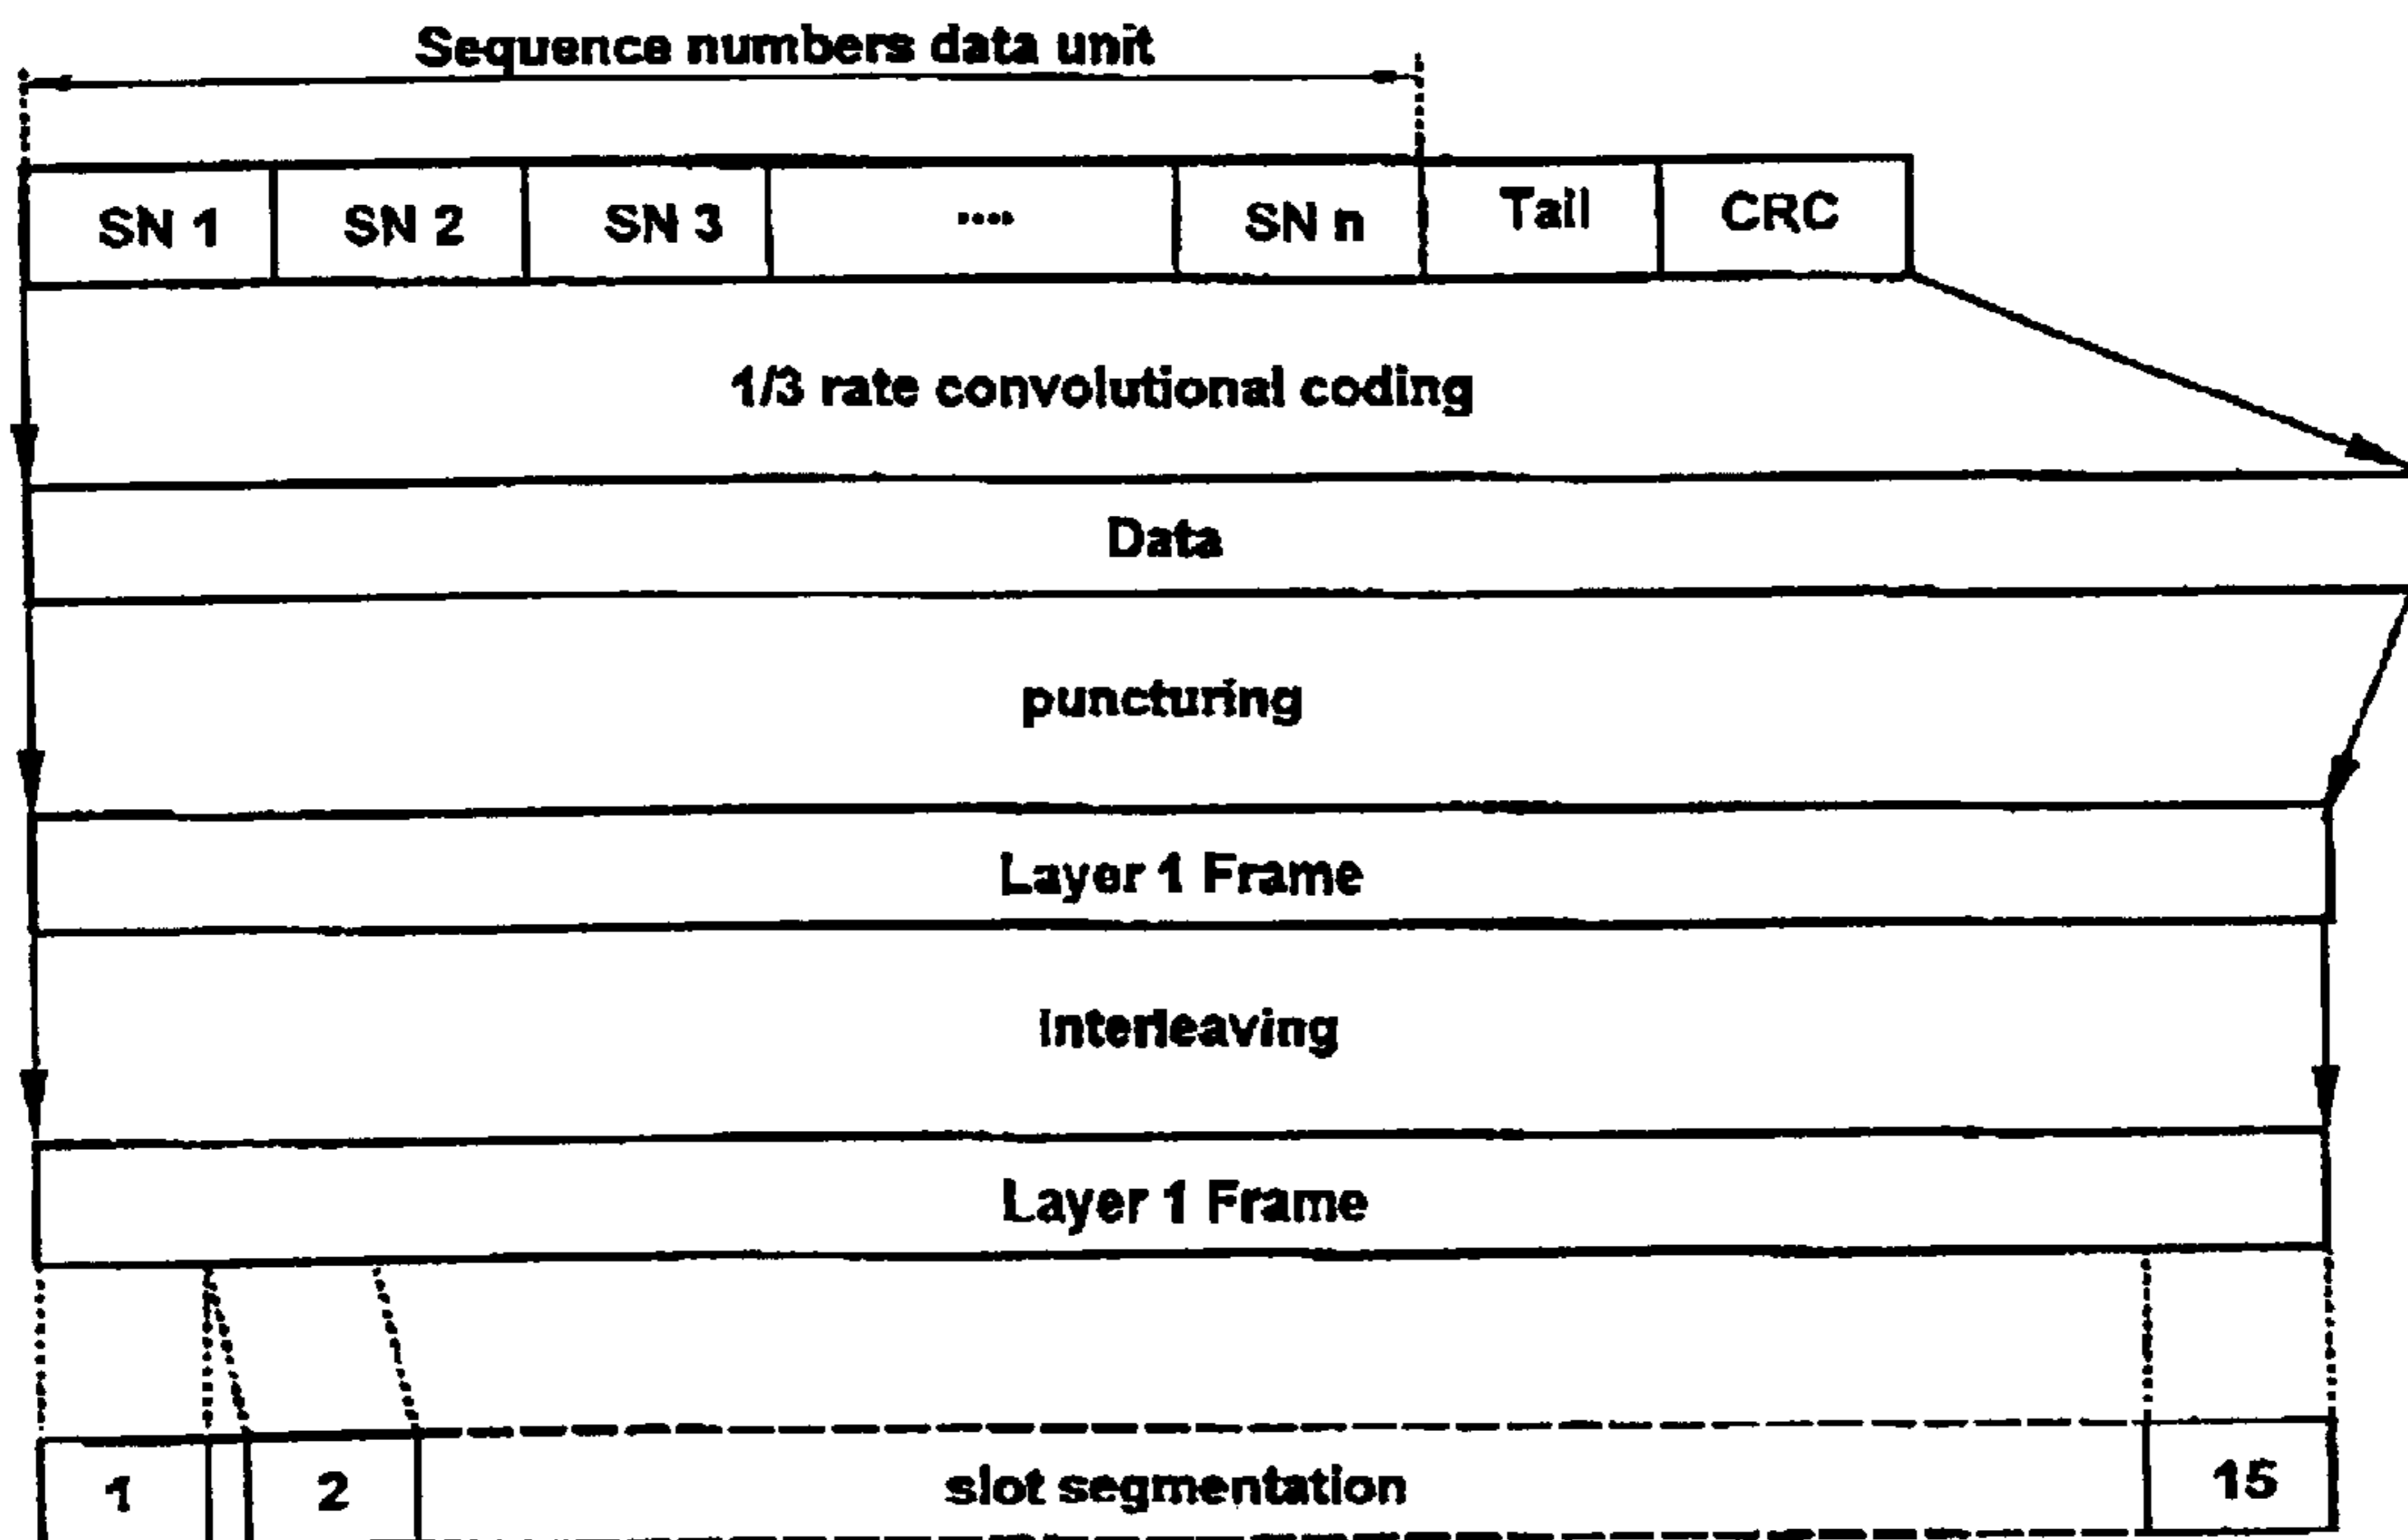 Sequence numbers data unit
SN 1 SN 2 SN 3 .... SN n Tail CRC
1/3 rate convolutional coding
Data
puncturing
Layer 1 Frame
Interleaving
Layer 1 Frame
1 2 slot segmentation 15